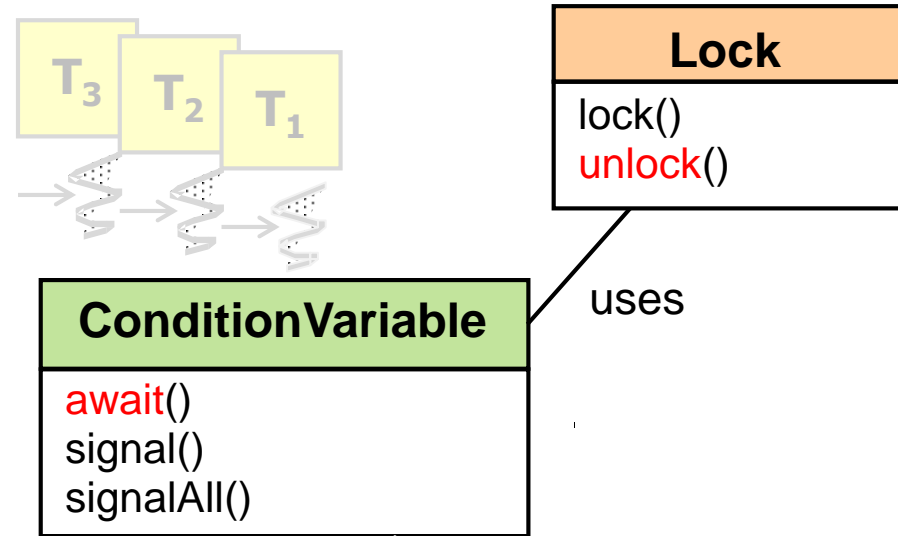 T3
T2
T1
Lock
lock()
unlock()
uses
ConditionVariable
await()
signal()
signalAll()